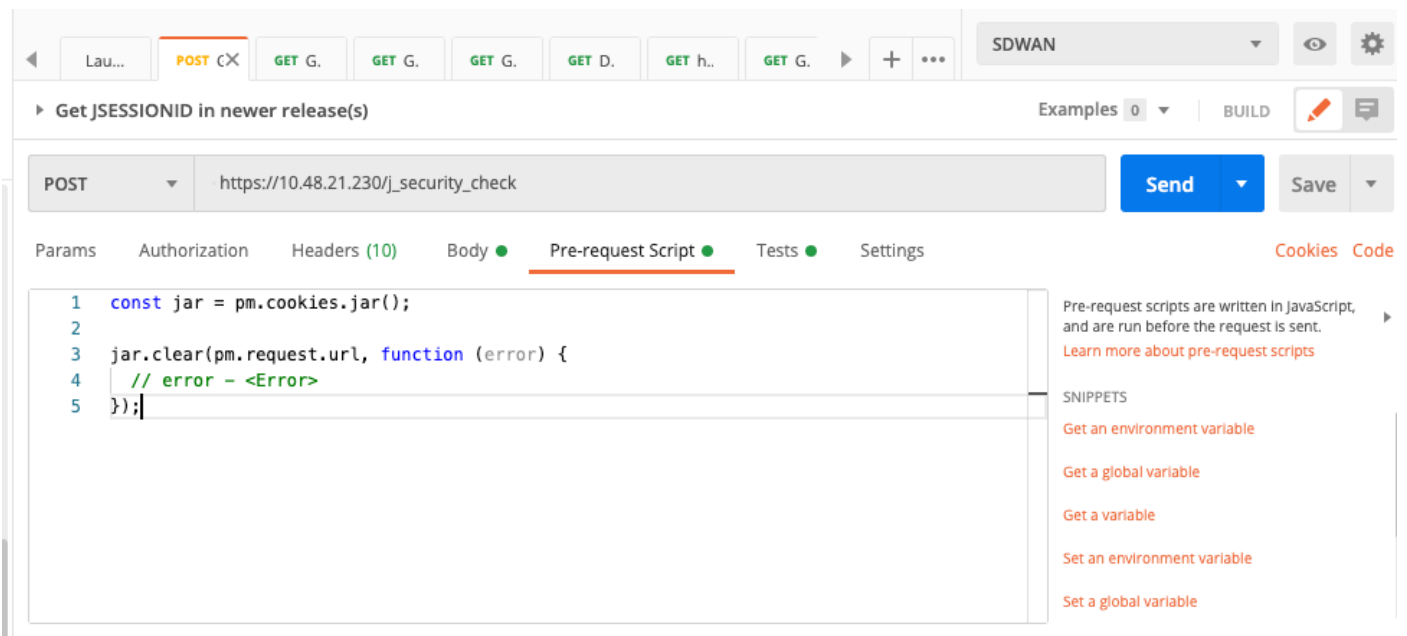 Lau...
POST C
GET G.
GET G.
GET G.
GET D.
GET h..
GET G.
SDWAN
Get JSESSIONID in newer release(s)
Examples 0
BUILD
POST
https://10.48.21.230/j_security_check
Send
Save
Params Authorization Headers (10) Body Pre-request Script Tests Settings
Cookies Code
1 const jar = pm.cookies.jar();
2
3 jar.clear(pm.request.url, function (error) {
4 // error – <Error>
5 });
Pre-request scripts are written in JavaScript,
and are run before the request is sent.
Learn more about pre-request scripts
SNIPPETS
Get an environment variable
Get a global variable
Get a variable
Set an environment variable
Set a global variable